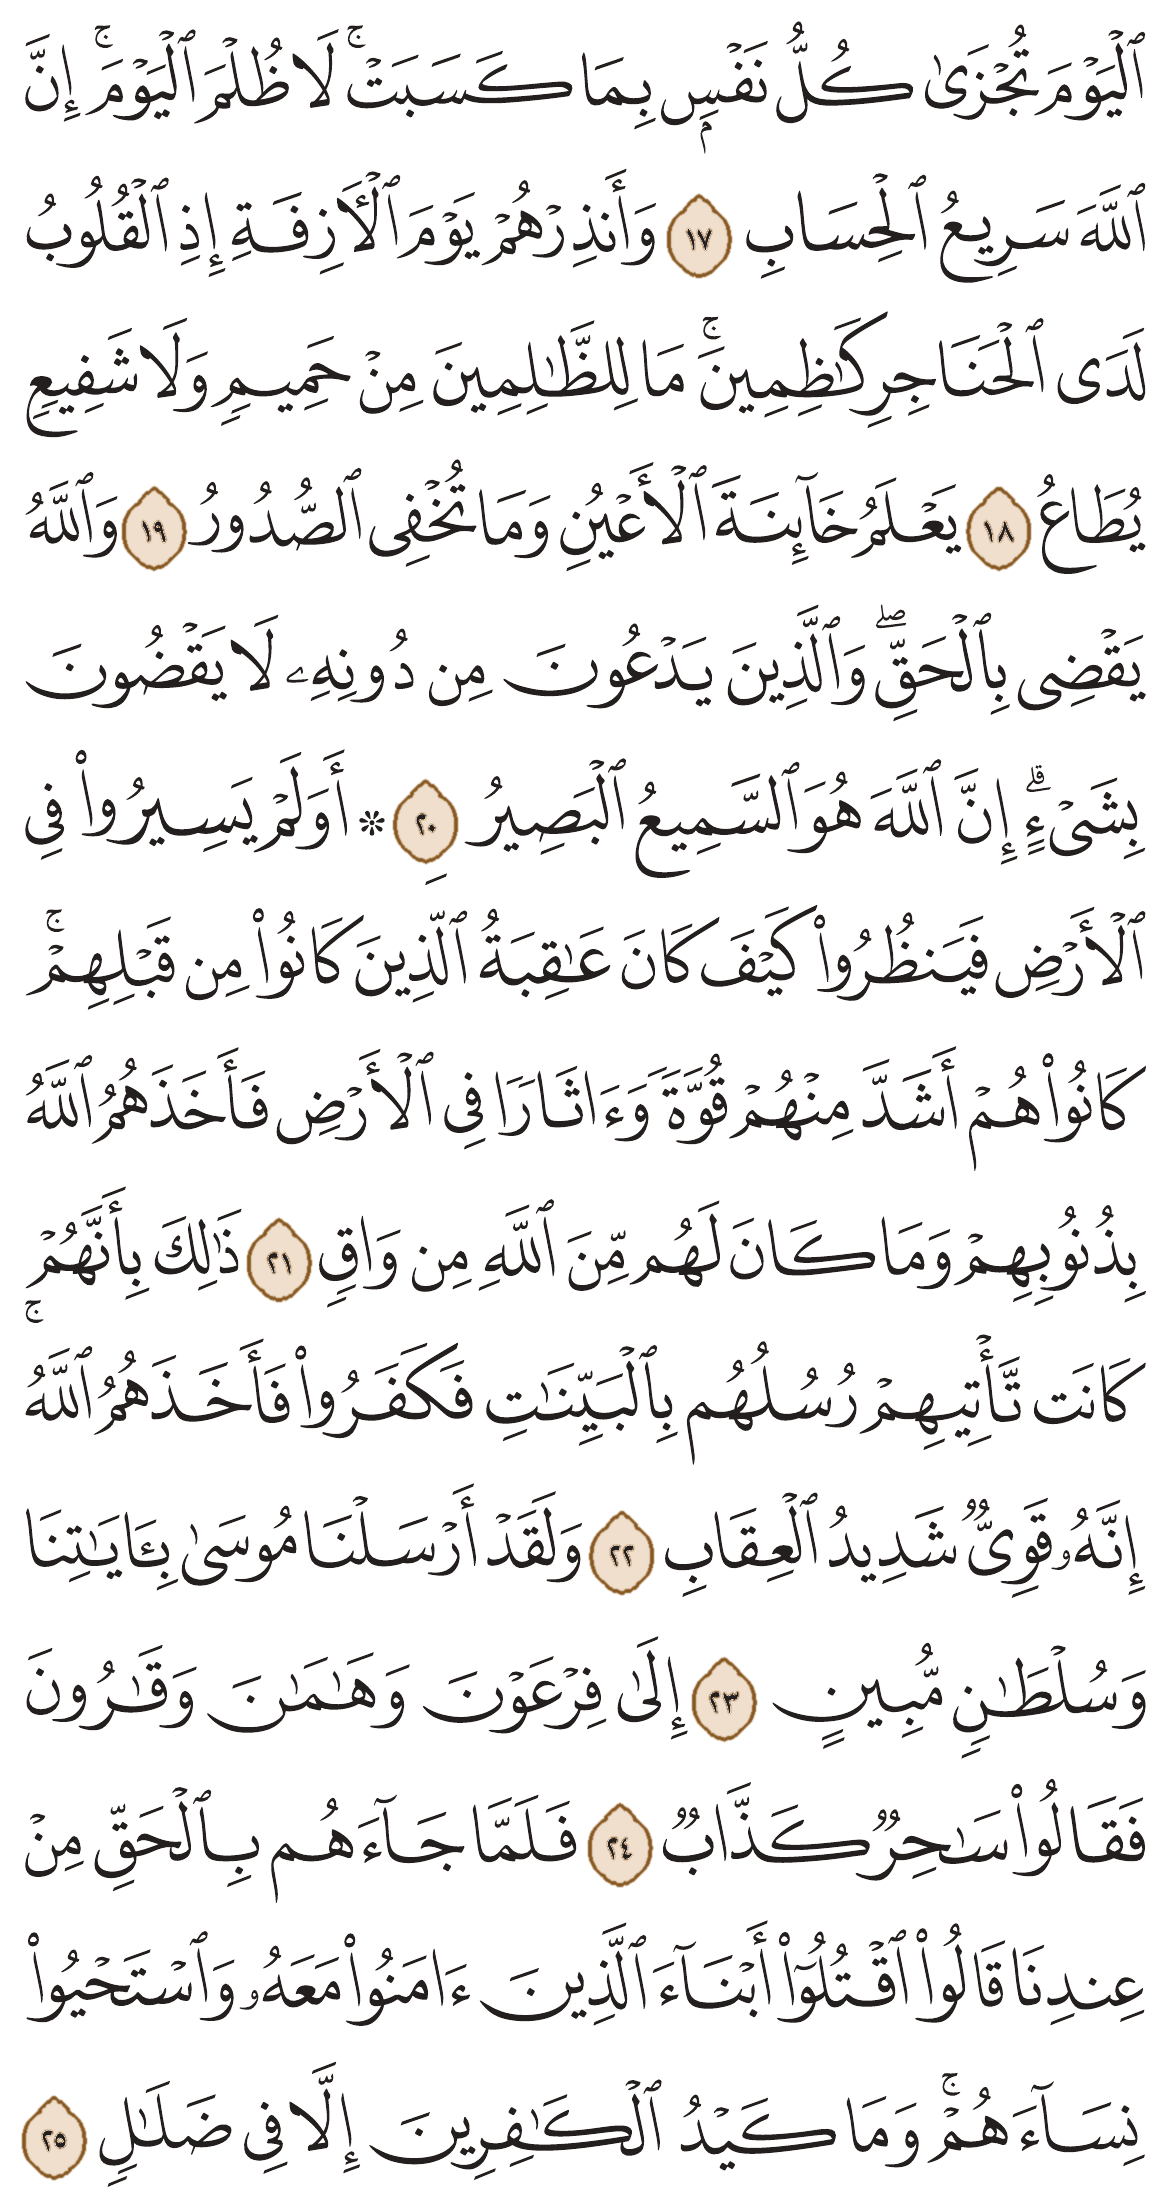 ٱلۡيَوۡمَ تُجۡزَىٰ كُلُّ نَفۡسِۭ بِمَا كَسَبَتۡۚ لَا ظُلۡمَ ٱلۡيَوۡمَۚ إِنَّ
ٱللَّهَ سَرِيعُ ٱلۡحِسَابِ ١٧ وَأَنذِرۡهُمۡ يَوۡمَ ٱلۡأَزِفَةِ إِذِ ٱلۡقُلُوبُ
لَدَى ٱلۡحَنَاجِرِ كَٰظِمِينَۚ مَا لِلظَّٰلِمِينَ مِنۡ حَمِيمٖ وَلَا شَفِيعٖ
يُطَاعُ ١٨ يَعۡلَمُ خَآئِنَةَ ٱلۡأَعۡيُنِ وَمَا تُخۡفِي ٱلصُّدُورُ ١٩ وَٱللَّهُ
يَقۡضِي بِٱلۡحَقِّۖ وَٱلَّذِينَ يَدۡعُونَ مِن دُونِهِۦ لَا يَقۡضُونَ
بِشَيۡءٍۗ إِنَّ ٱللَّهَ هُوَ ٱلسَّمِيعُ ٱلۡبَصِيرُ ٢٠ ۞ أَوَلَمۡ يَسِيرُواْ فِي
ٱلۡأَرۡضِ فَيَنظُرُواْ كَيۡفَ كَانَ عَٰقِبَةُ ٱلَّذِينَ كَانُواْ مِن قَبۡلِهِمۡۚ
كَانُواْ هُمۡ أَشَدَّ مِنۡهُمۡ قُوَّةٗ وَءَاثَارٗا فِي ٱلۡأَرۡضِ فَأَخَذَهُمُ ٱللَّهُ
بِذُنُوبِهِمۡ وَمَا كَانَ لَهُم مِّنَ ٱللَّهِ مِن وَاقٖ ٢١ ذَٰلِكَ بِأَنَّهُمۡ
كَانَت تَّأۡتِيهِمۡ رُسُلُهُم بِٱلۡبَيِّنَٰتِ فَكَفَرُواْ فَأَخَذَهُمُ ٱللَّهُۚ
إِنَّهُۥ قَوِيّٞ شَدِيدُ ٱلۡعِقَابِ ٢٢ وَلَقَدۡ أَرۡسَلۡنَا مُوسَىٰ بِـَٔايَٰتِنَا
وَسُلۡطَٰنٖ مُّبِينٍ ٢٣ إِلَىٰ فِرۡعَوۡنَ وَهَٰمَٰنَ وَقَٰرُونَ
فَقَالُواْ سَٰحِرٞ كَذَّابٞ ٢٤ فَلَمَّا جَآءَهُم بِٱلۡحَقِّ مِنۡ
عِندِنَا قَالُواْ ٱقۡتُلُوٓاْ أَبۡنَآءَ ٱلَّذِينَ ءَامَنُواْ مَعَهُۥ وَٱسۡتَحۡيُواْ
نِسَآءَهُمۡۚ وَمَا كَيۡدُ ٱلۡكَٰفِرِينَ إِلَّا فِي ضَلَٰلٖ ٢٥